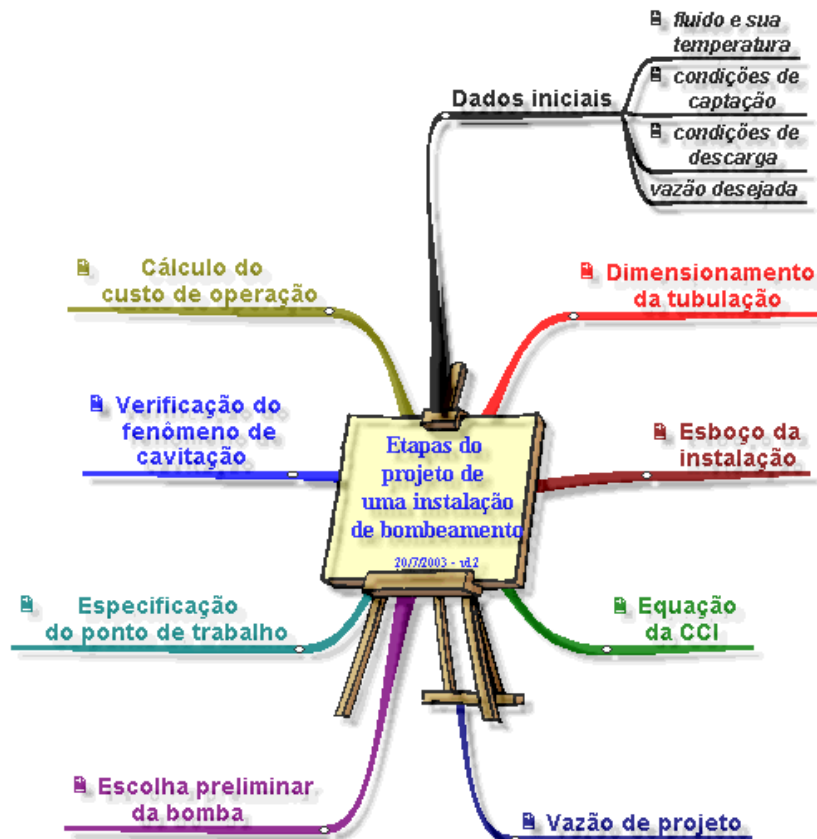 fluido e sua
temperatura
condições de
captação
Dados iniciais
condições de
descarga
vazão desejada
Dimensionamento
da tubulação
Esboço da
instalação
Equação
da CCI
Vazão de projeto
Escolha preliminar
da bomba
Especificação
do ponto de trabalho
Verificação do
fenômeno de
cavitação
Cálculo do
custo de operação
Etapas do
projeto de
uma instalação
de bombeamento
20/7/2003 - v1.2